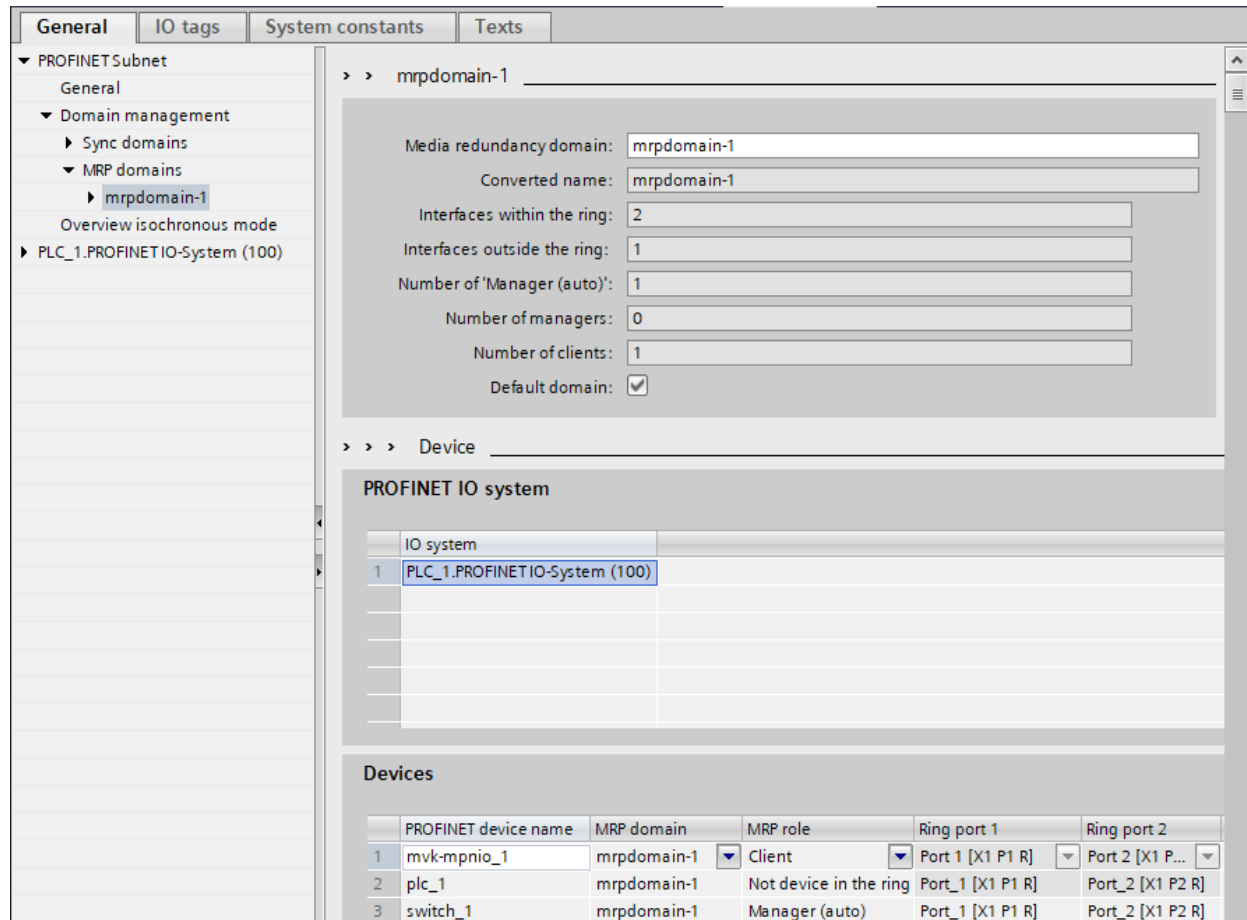 General IO tags System constants Texts
PROFINET Subnet
General
Domain management
Sync domains
MRP domains
mrpdomain-1
Overview isochronous mode
PLC_1.PROFINET IO-System (100)
mrpdomain-1
Media redundancy domain: mrpdomain-1
Converted name: mrpdomain-1
Interfaces within the ring: 2
Interfaces outside the ring: 1
Number of 'Manager (auto)': 1
Number of managers: 0
Number of clients: 1
Default domain:
Device
PROFINET IO system
IO system
1 PLC_1.PROFINET IO-System (100)
Devices
PROFINET device name MRP domain MRP role Ring port 1 Ring port 2
1 mvk-mpnio_1 mrpdomain-1 Client Port 1 [X1 P1 R] Port 2 [X1 P...
2 plc_1 mrpdomain-1 Not device in the ring Port_1 [X1 P1 R] Port_2 [X1 P2 R]
3 switch_1 mrpdomain-1 Manager (auto) Port_1 [X1 P1 R] Port_2 [X1 P2 R]